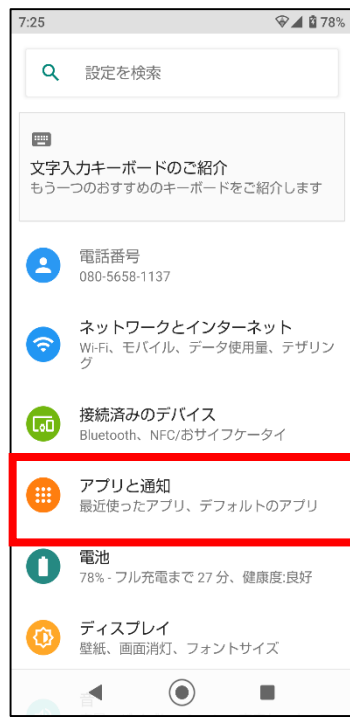 7:25
78%
設定を検索
文字入力キーボードのご紹介
もう一つのおすすめのキーボードをご紹介します
電話番号
080-5658-1137
ネットワークとインターネット
Wi-Fi、モバイル、データ使用量、テザリン
グ
接続済みのデバイス
Bluetooth、NFC/おサイフケータイ
アプリと通知
最近使ったアプリ、デフォルトのアプリ
電池
78% - フル充電まで 27 分、健康度:良好
ディスプレイ
壁紙、画面消灯、フォントサイズ